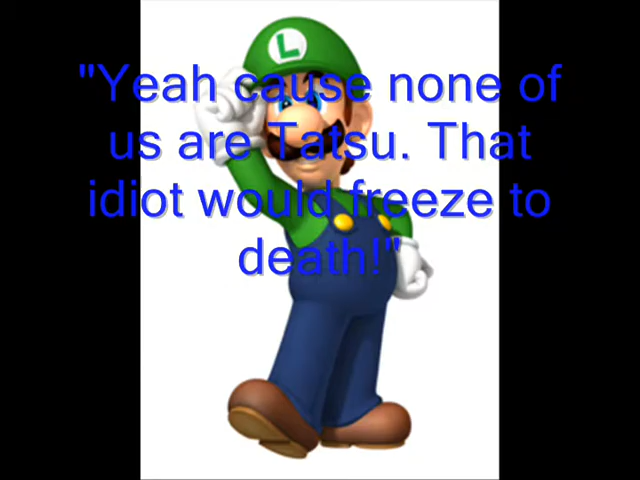 "Yeah cause none of
us are Tatsu. That
idiot would freeze to
death!"
L